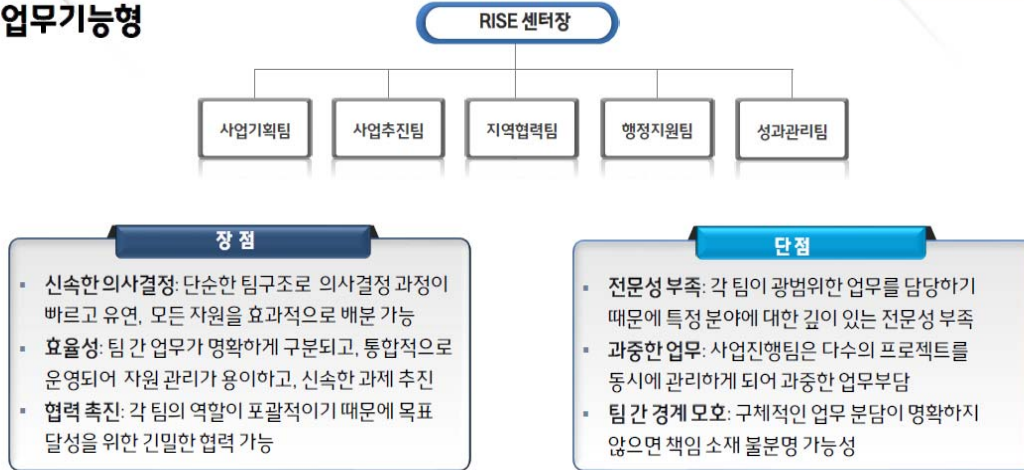 업무기능형
RISE 센터장
사업기획팀
사업추진팀
지역협력팀
행정지원팀
성과관리팀
장 점
▪ 신속한 의사결정: 단순한 팀구조로 의사결정 과정이
빠르고 유연, 모든 자원을 효과적으로 배분 가능
▪ 효율성: 팀 간 업무가 명확하게 구분되고, 통합적으로
운영되어 자원 관리가 용이하고, 신속한 과제 추진
▪ 협력 촉진: 각 팀의 역할이 포괄적이기 때문에 목표
달성을 위한 긴밀한 협력 가능
단점
▪ 전문성 부족: 각 팀이 광범위한 업무를 담당하기
때문에 특정 분야에 대한 깊이 있는 전문성 부족
▪ 과중한 업무: 사업진행팀은 다수의 프로젝트를
동시에 관리하게 되어 과중한 업무부담
▪ 팀 간 경계 모호: 구체적인 업무 분담이 명확하지
않으면 책임 소재 불분명 가능성